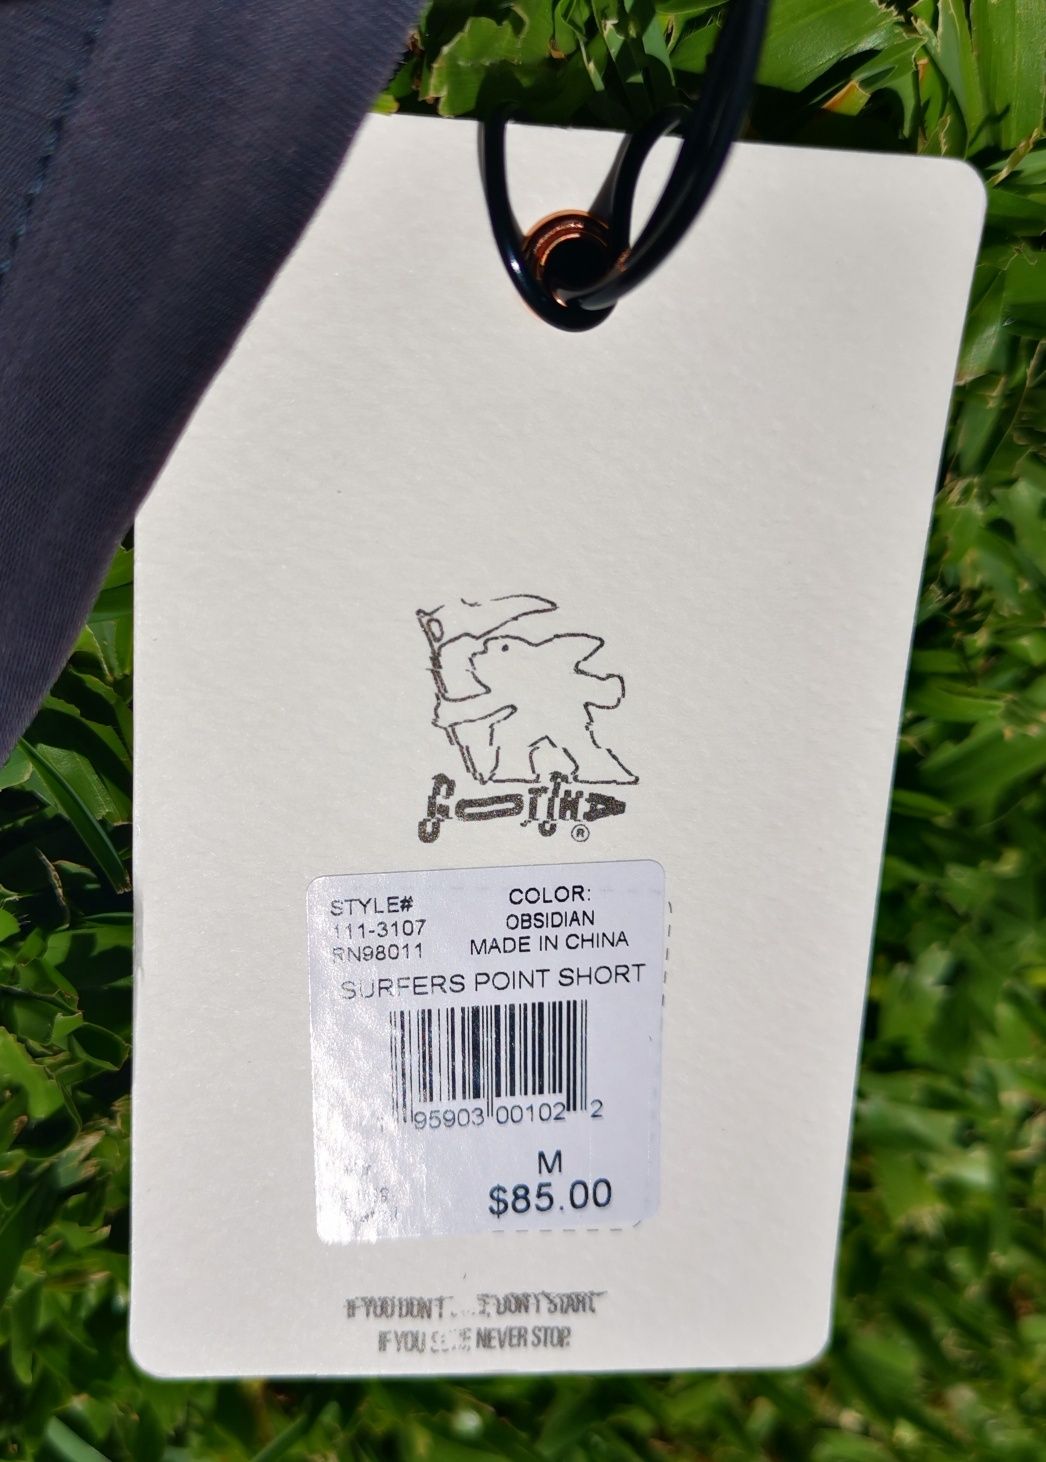 GOTCHA
®
STYLE#
111-3107
RN98011
COLOR:
OBSIDIAN
MADE IN CHINA
SURFERS POINT SHORT
95903 00102 2
M
$85.00
IF YOU DON'T DON'T START
IF YOU NEVER STOP.